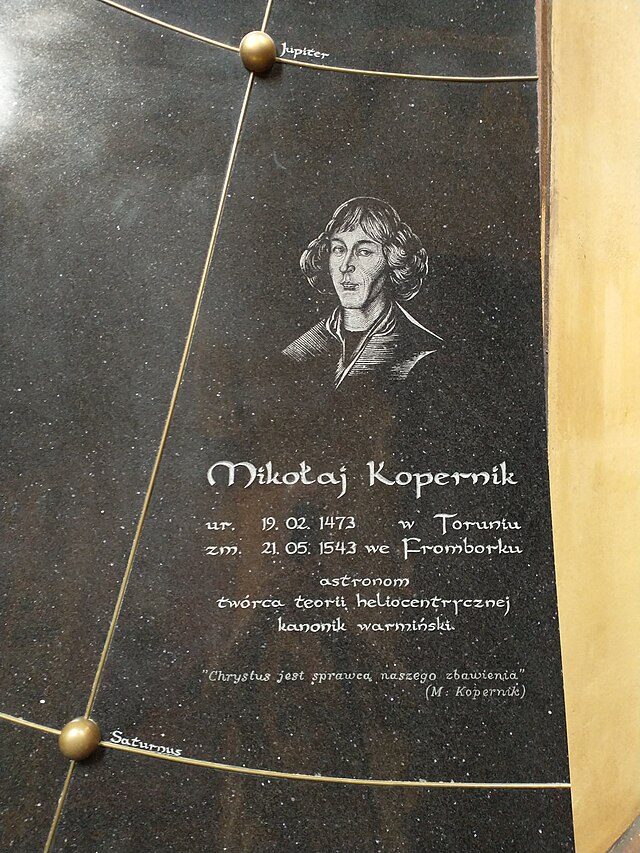 Jupiter
Mikołaj Kopernik
ur. 19. 02. 1473 w Toruniu
zm. 21. 05. 1543 we Fromborku
astronom
twórca teorii heliocentrycznej
kanonik warmiński.
"Chrystus jest sprawcą naszego zbawienia"
(M. Kopernik)
Saturnus